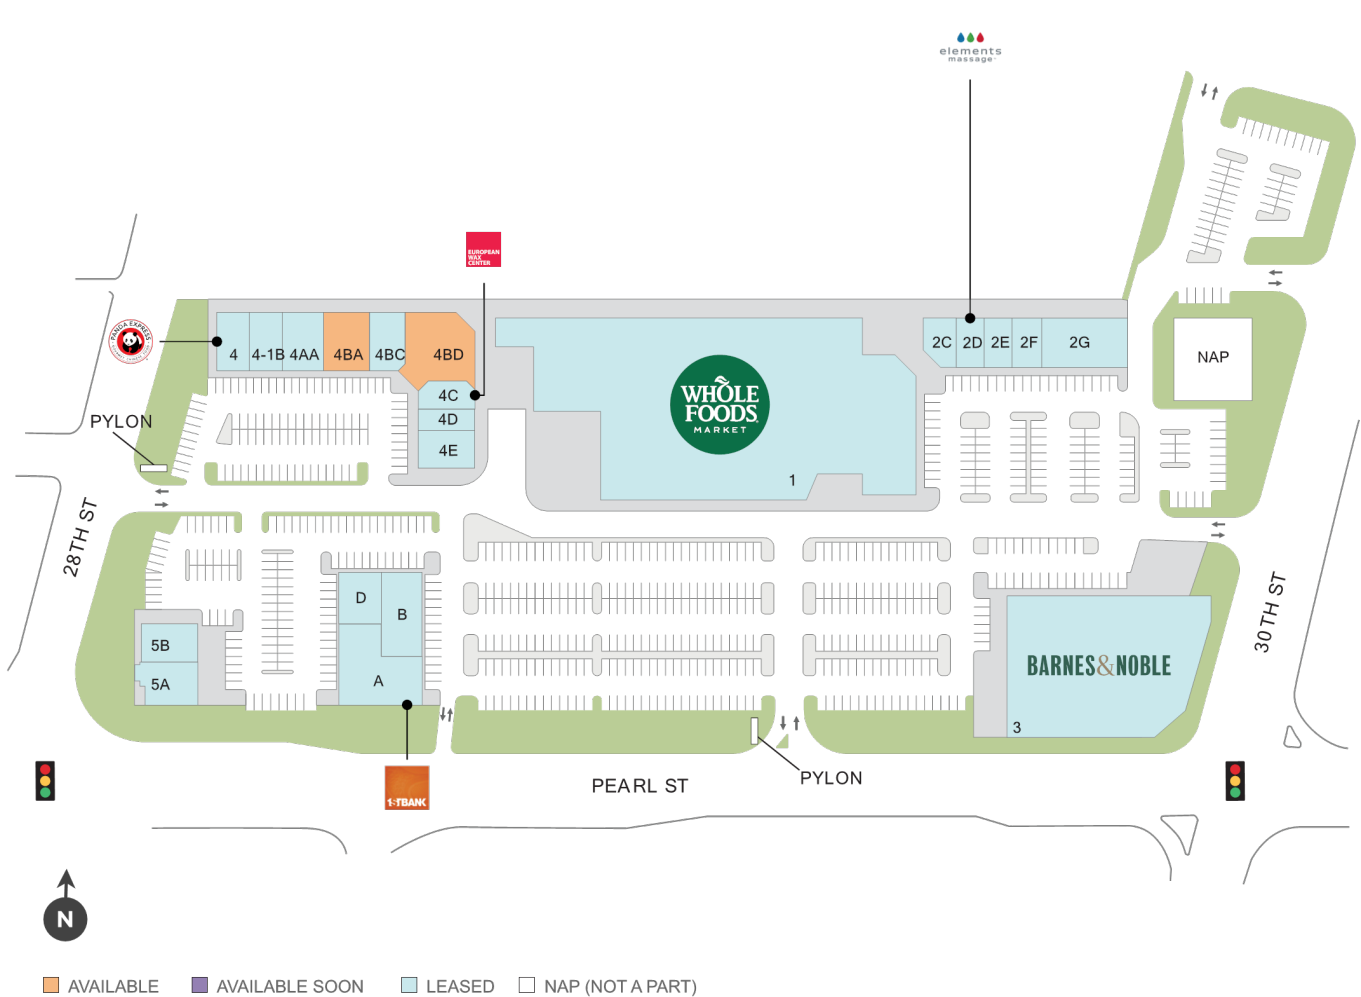 elements
massage
EUROPEAN
WAX
CENTER
PANDA EXPRESS
4
4-1B
4AA
4BA
4BC
4BD
4C
4D
4E
WHOLE
FOODS
MARKET
1
2C
2D
2E
2F
2G
NAP
PYLON
28TH ST
D
B
A
5B
5A
BARNES&NOBLE
3
30TH ST
1STBANK
PEARL ST
PYLON
N
AVAILABLE
AVAILABLE SOON
LEASED
NAP (NOT A PART)